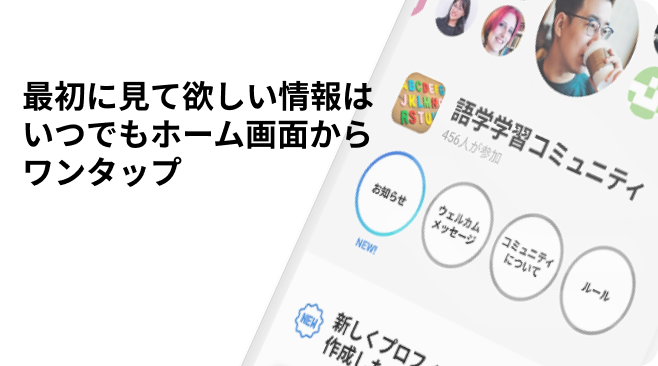 最初に見て欲しい情報は
いつでもホーム画面から
ワンタップ
語学学習コミュニティ
456人が参加
お知らせ
ウェルカム
メッセージ
コミュニティ
について
ルール
NEW!
NEW
新しくプロフィ
作成した